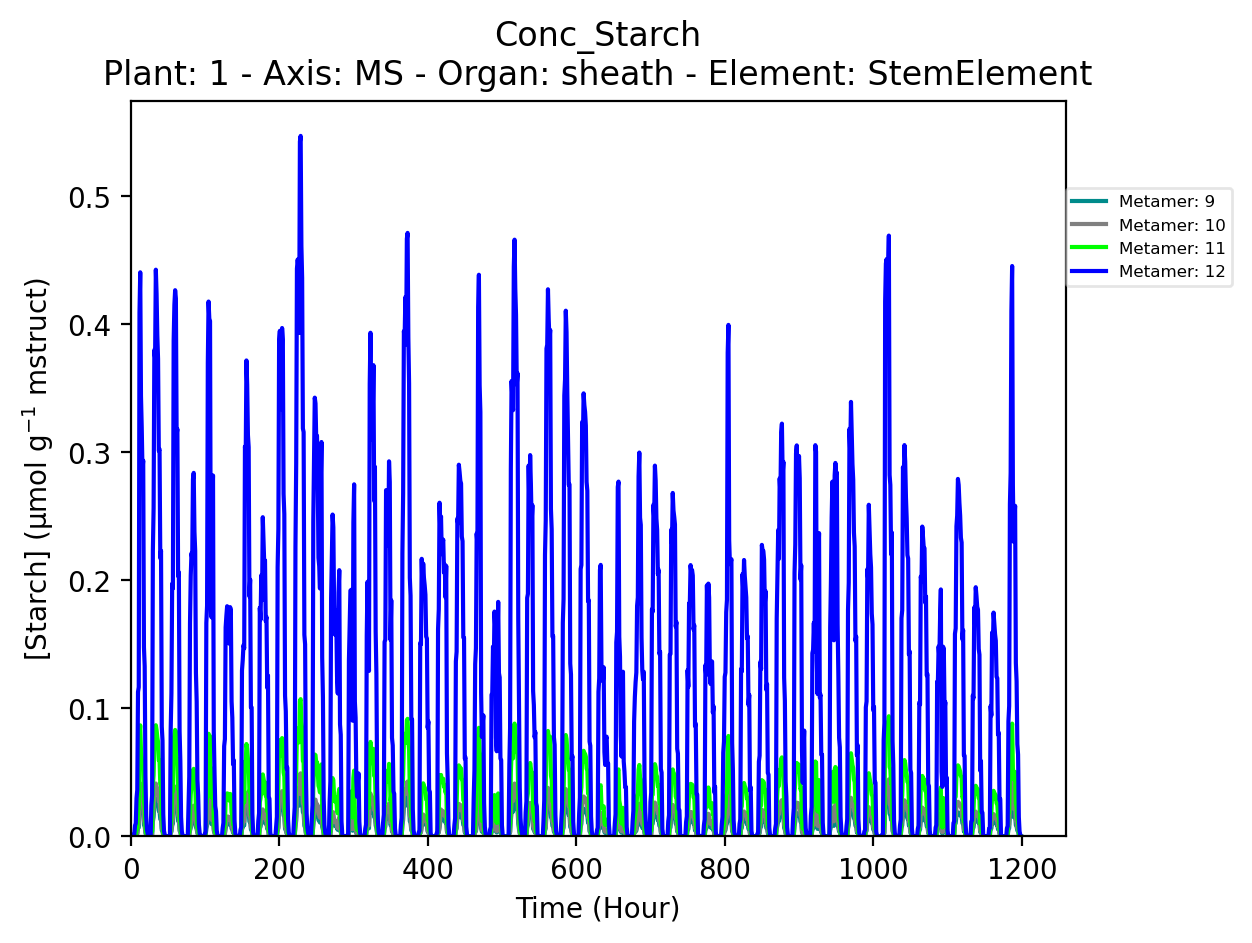 Conc_Starch
Plant: 1 - Axis: MS - Organ: sheath - Element: StemElement
[Starch] (µmol g⁻¹ mstruct)
0.5
0.4
0.3
0.2
0.1
0.0
0 200 400 600 800 1000 1200
Time (Hour)
Metamer: 9
Metamer: 10
Metamer: 11
Metamer: 12